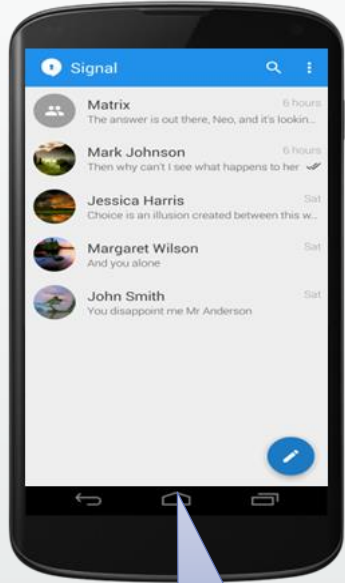 Signal
Matrix 6 hours
The answer is out there, Neo, and it's lookin...
Mark Johnson 6 hours
Then why can't I see what happens to her
Jessica Harris Sat
Choice is an illusion created between this w...
Margaret Wilson Sat
And you alone
John Smith Sat
You disappoint me Mr Anderson